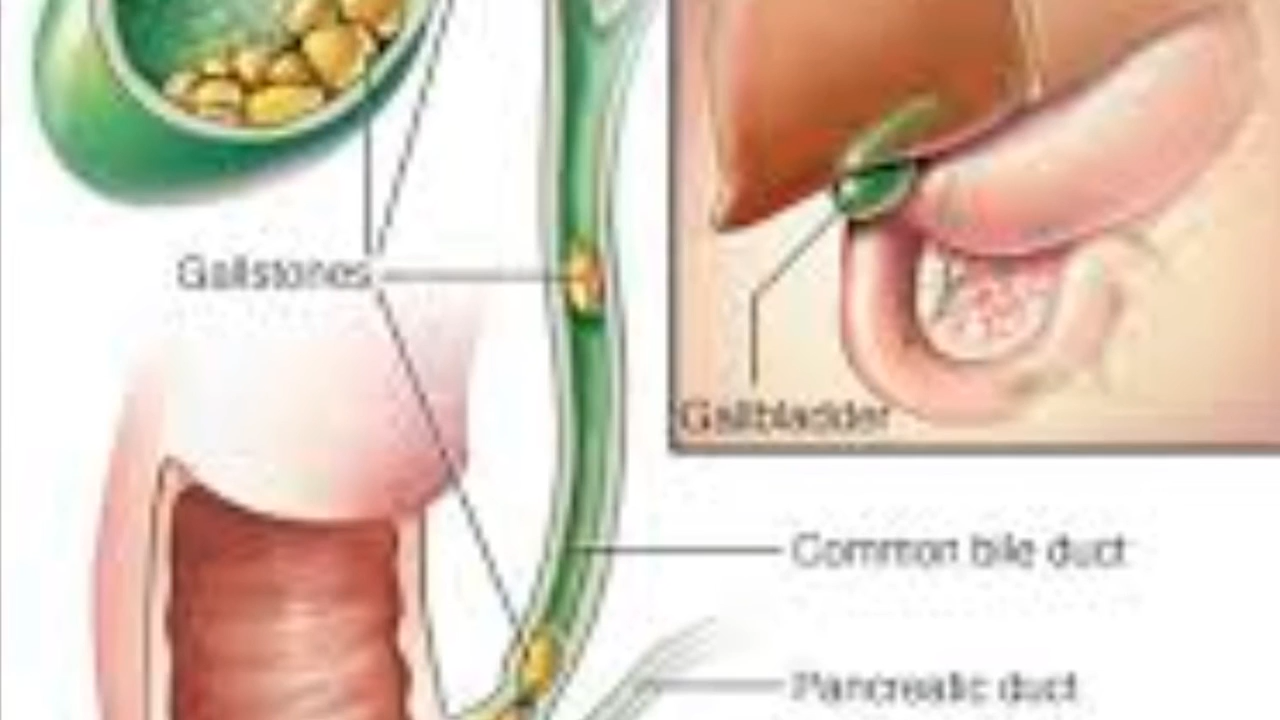 Gallstones
Gallbladder
Common bile duct
Pancreatic duct